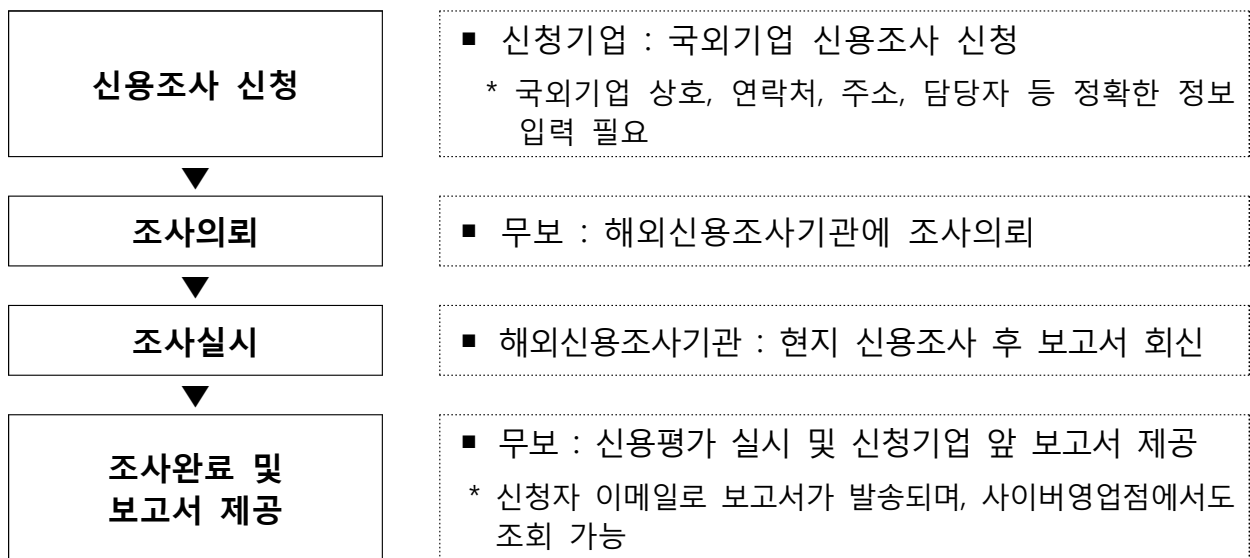 신용조사 신청
■ 신청기업 : 국외기업 신용조사 신청
* 국외기업 상호, 연락처, 주소, 담당자 등 정확한 정보
입력 필요
▼
조사의뢰
■ 무보 : 해외신용조사기관에 조사의뢰
▼
조사실시
■ 해외신용조사기관 : 현지 신용조사 후 보고서 회신
▼
조사완료 및
보고서 제공
■ 무보 : 신용평가 실시 및 신청기업 앞 보고서 제공
* 신청자 이메일로 보고서가 발송되며, 사이버영업점에서도
조회 가능